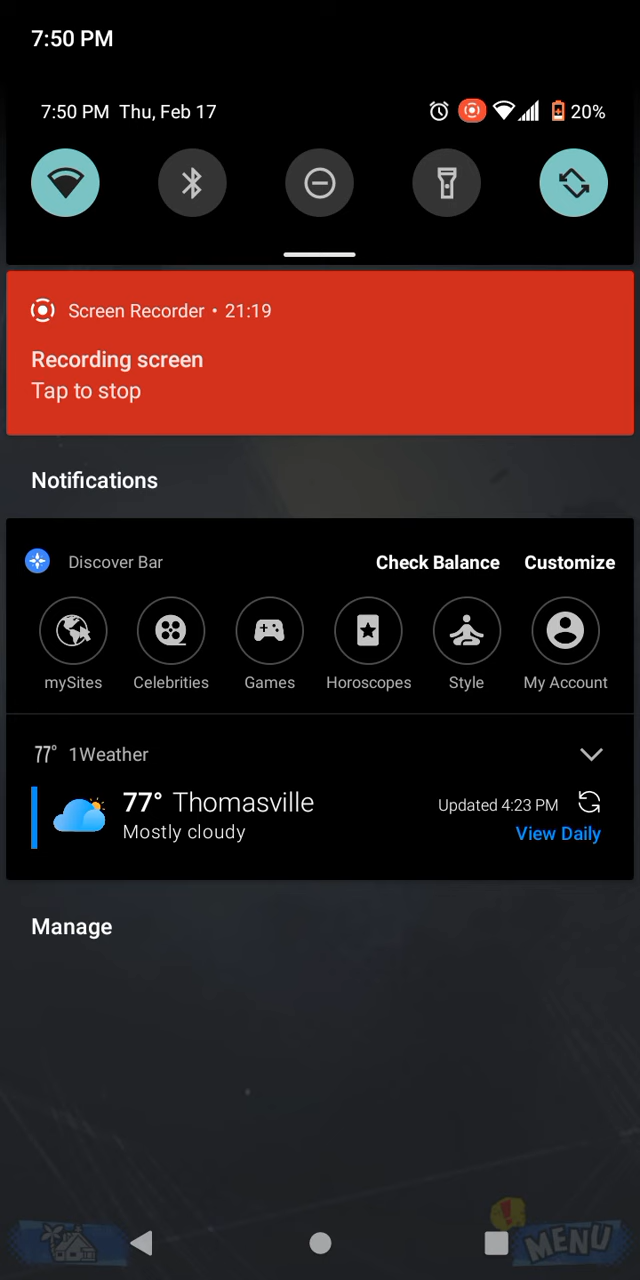 7:50 PM
7:50 PM Thu, Feb 17 20%
Screen Recorder • 21:19
Recording screen
Tap to stop
Notifications
Discover Bar Check Balance Customize
mySites Celebrities Games Horoscopes Style My Account
77° 1Weather
77° Thomasville Updated 4:23 PM
Mostly cloudy View Daily
Manage
MENU